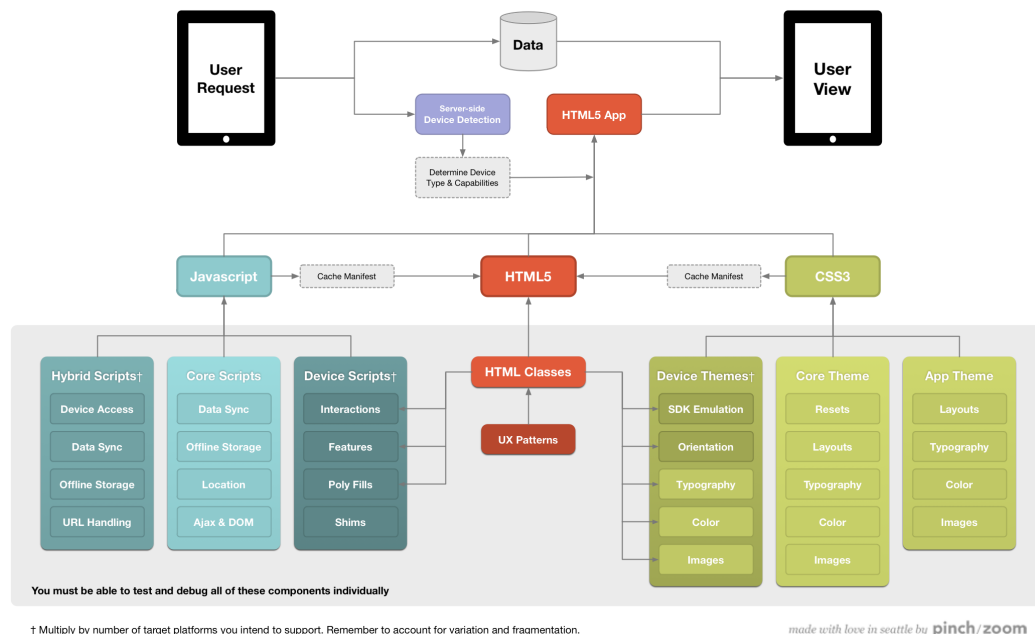 User
Request
Data
User
View
Server-side
Device Detection
HTML5 App
Determine Device
Type & Capabilities
Javascript
Cache Manifest
HTML5
Cache Manifest
CSS3
Hybrid Scripts†
Device Access
Data Sync
Offline Storage
URL Handling
Core Scripts
Data Sync
Offline Storage
Location
Ajax & DOM
Device Scripts†
Interactions
Features
Poly Fills
Shims
HTML Classes
UX Patterns
Device Themes†
SDK Emulation
Orientation
Typography
Color
Images
Core Theme
Resets
Layouts
Typography
Color
Images
App Theme
Layouts
Typography
Color
Images
You must be able to test and debug all of these components individually
† Multiply by number of target platforms you intend to support. Remember to account for variation and fragmentation.
made with love in seattle by pinch/zoom